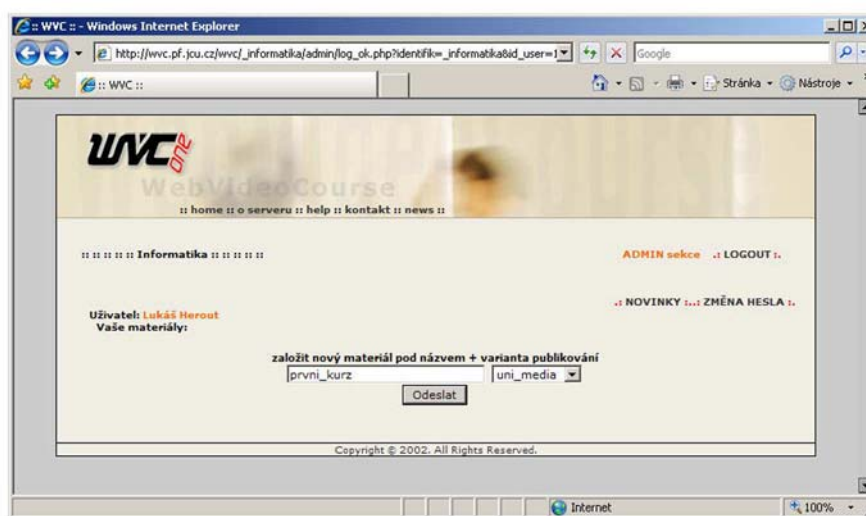 :: WVC :: - Windows Internet Explorer
http://wvc.pf.jcu.cz/wvc/_informatika/admin/log_ok.php?identifik=_informatika&id_user=1
Google
:: WVC ::
Stránka
Nástroje
WVC one
WebVideoCourse
:: home :: o serveru :: help :: kontakt :: news ::
:: :: :: :: :: Informatika :: :: :: :: ::
ADMIN sekce .: LOGOUT :.
.: NOVINKY :..: ZMĚNA HESLA :.
Uživatel: Lukáš Herout
Vaše materiály:
založit nový materiál pod názvem + varianta publikování
prvni_kurz uni_media
Odeslat
Copyright © 2002. All Rights Reserved.
Internet 100%